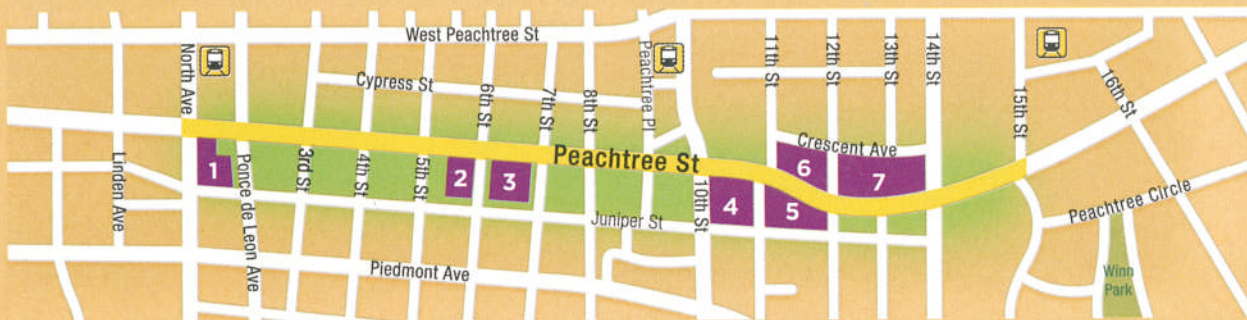 West Peachtree St
North Ave
Peachtree Pl
11th St
12th St
13th St
14th St
16th St
Cypress St
6th St
7th St
8th St
15th St
Linden Ave
1
Ponce de Leon Ave
3rd St
4th St
5th St
2
3
Peachtree St
10th St
4
5
6
Crescent Ave
7
Juniper St
Peachtree Circle
Piedmont Ave
Winn
Park